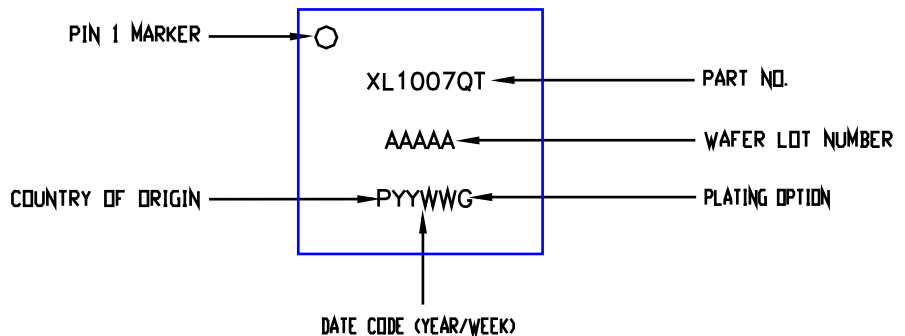 PIN 1 MARKER
XL1007QT
PART NO.
AAAAA
WAFER LOT NUMBER
COUNTRY OF ORIGIN
PYYWWG
PLATING OPTION
DATE CODE (YEAR/WEEK)